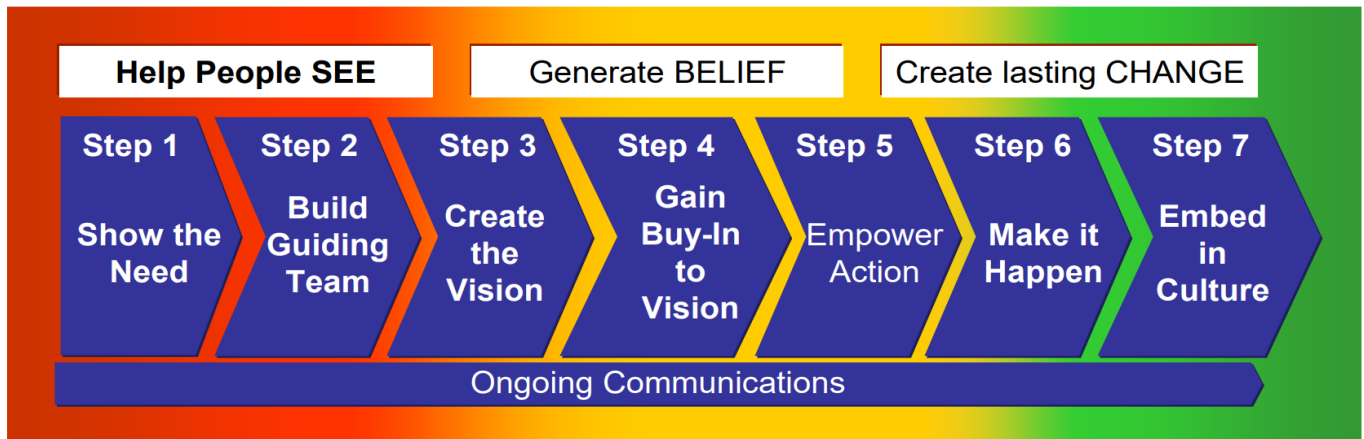 Help People SEE
Generate BELIEF
Create lasting CHANGE
Step 1
Show the
Need
Step 2
Build
Guiding
Team
Step 3
Create
the
Vision
Step 4
Gain
Buy-In
to
Vision
Step 5
Empower
Action
Step 6
Make it
Happen
Step 7
Embed
in
Culture
Ongoing Communications